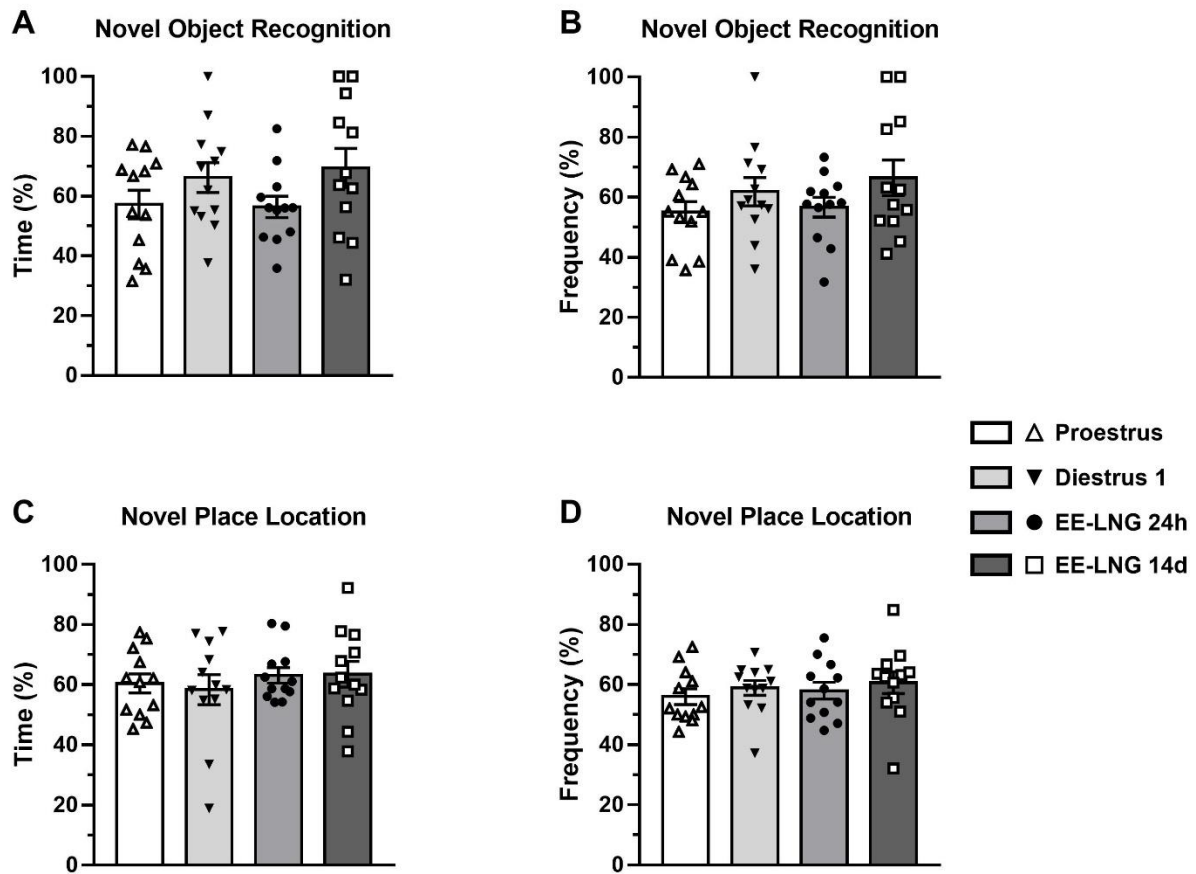 A
Novel Object Recognition
Time (%)
100
80
60
40
20
0
B
Novel Object Recognition
Frequency (%)
100
80
60
40
20
0
Proestrus
Diestrus 1
EE-LNG 24h
EE-LNG 14d
C
Novel Place Location
Time (%)
100
80
60
40
20
0
D
Novel Place Location
Frequency (%)
100
80
60
40
20
0